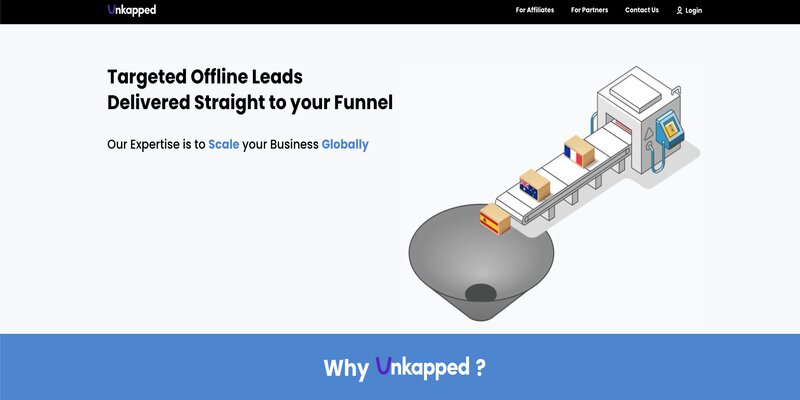 Unkapped
For Affiliates
For Partners
Contact Us
Login
Targeted Offline Leads
Delivered Straight to your Funnel
Our Expertise is to Scale your Business Globally
Why Unkapped ?